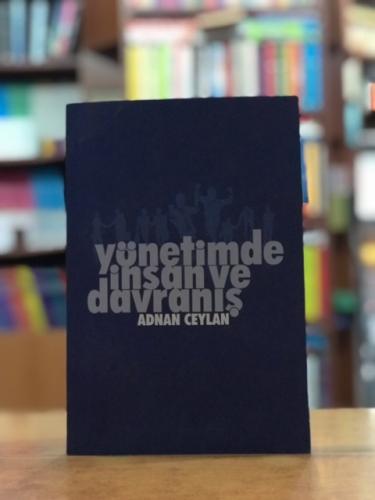 yönetimde
insan ve
davranış
ADNAN CEYLAN